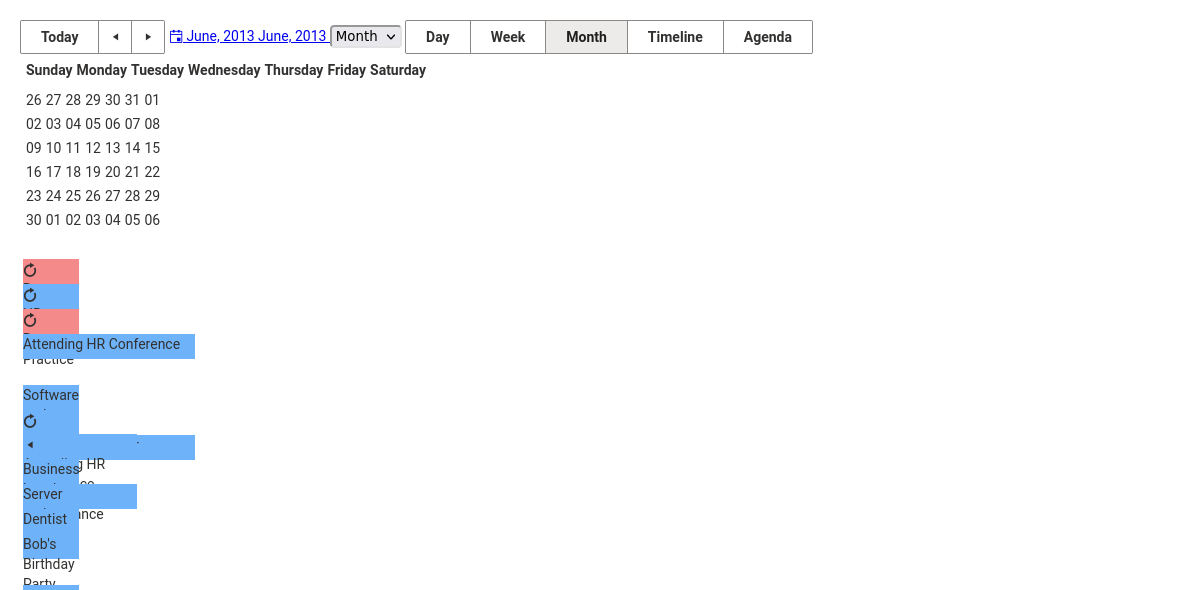 Today June, 2013 June, 2013 Month Day Week Month Timeline Agenda
Sunday Monday Tuesday Wednesday Thursday Friday Saturday
26 27 28 29 30 31 01
02 03 04 05 06 07 08
09 10 11 12 13 14 15
16 17 18 19 20 21 22
23 24 25 26 27 28 29
30 01 02 03 04 05 06
Attending HR Conference
Practice
Software
HR
Business
Server
Dentist
Bob's
Birthday
Party